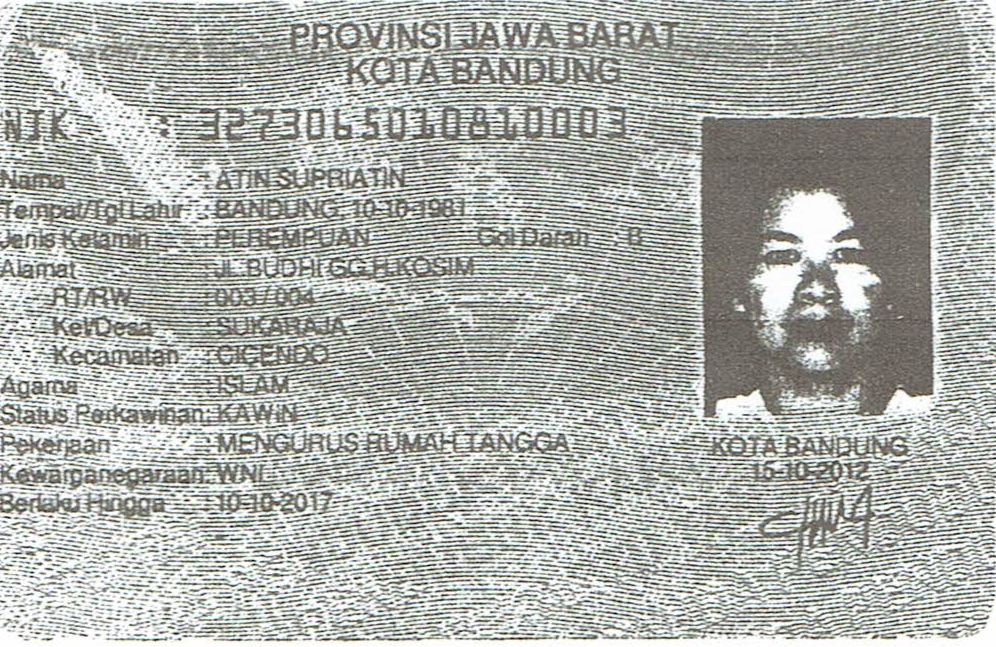 PROVINSI JAWA BARAT
KOTA BANDUNG
NIK : 3273065010810003
Nama : ATIN SUPRIATIN
Tempat/Tgl Lahir : BANDUNG, 10-10-1981
Jenis Kelamin : PEREMPUAN Gol Darah : B
Alamat : JL. BUDHI GG.H.KOSIM
RT/RW : 003 / 004
Kel/Desa : SUKARAJA
Kecamatan : CICENDO
Agama : ISLAM
Status Perkawinan: KAWIN
Pekerjaan : MENGURUS RUMAH TANGGA
Kewarganegaraan: WNI
Berlaku Hingga : 10-10-2017
KOTA BANDUNG
15-10-2012